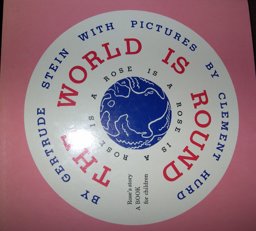 BY GERTRUDE STEIN WITH PICTURES BY CLEMENT HURD
THE WORLD IS ROUND
ROSE IS A ROSE IS A ROSE IS A
Rose's story
A BOOK
for children